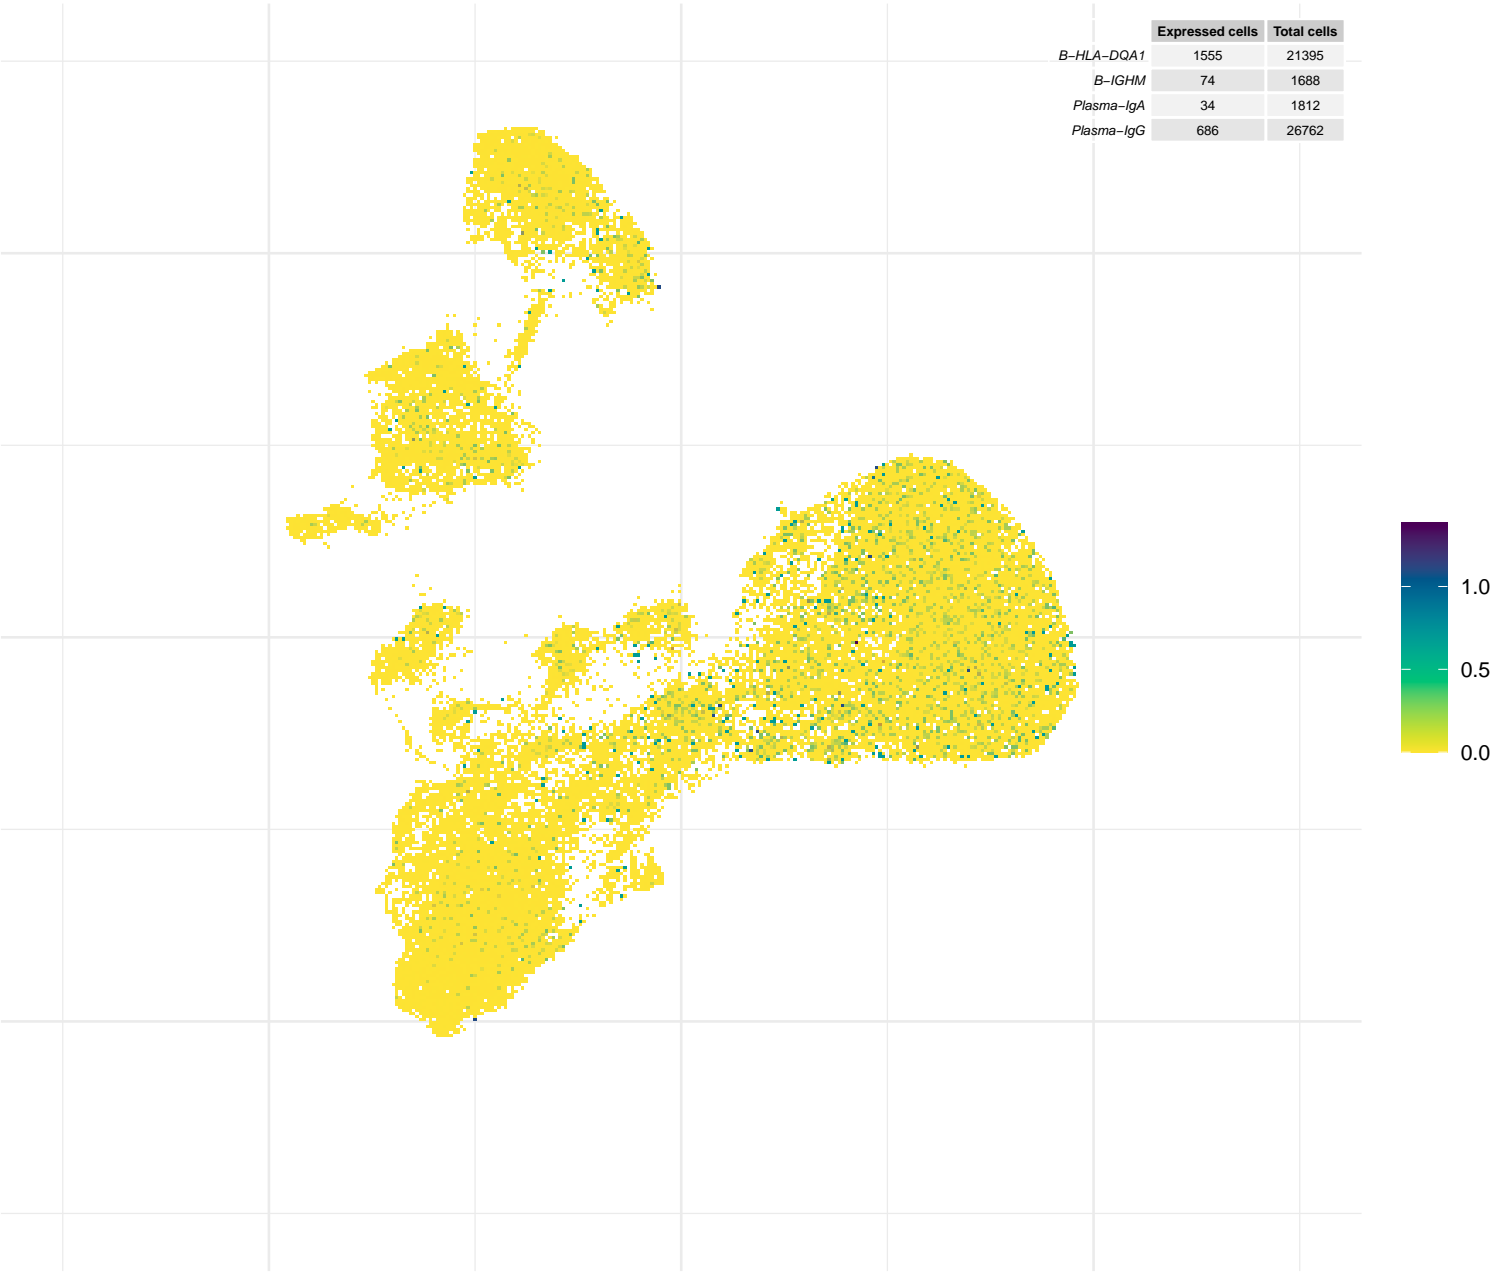 Expressed cells Total cells
B−HLA−DQA1 1555 21395
B−IGHM 74 1688
Plasma−IgA 34 1812
Plasma−IgG 686 26762
1.0
0.5
0.0